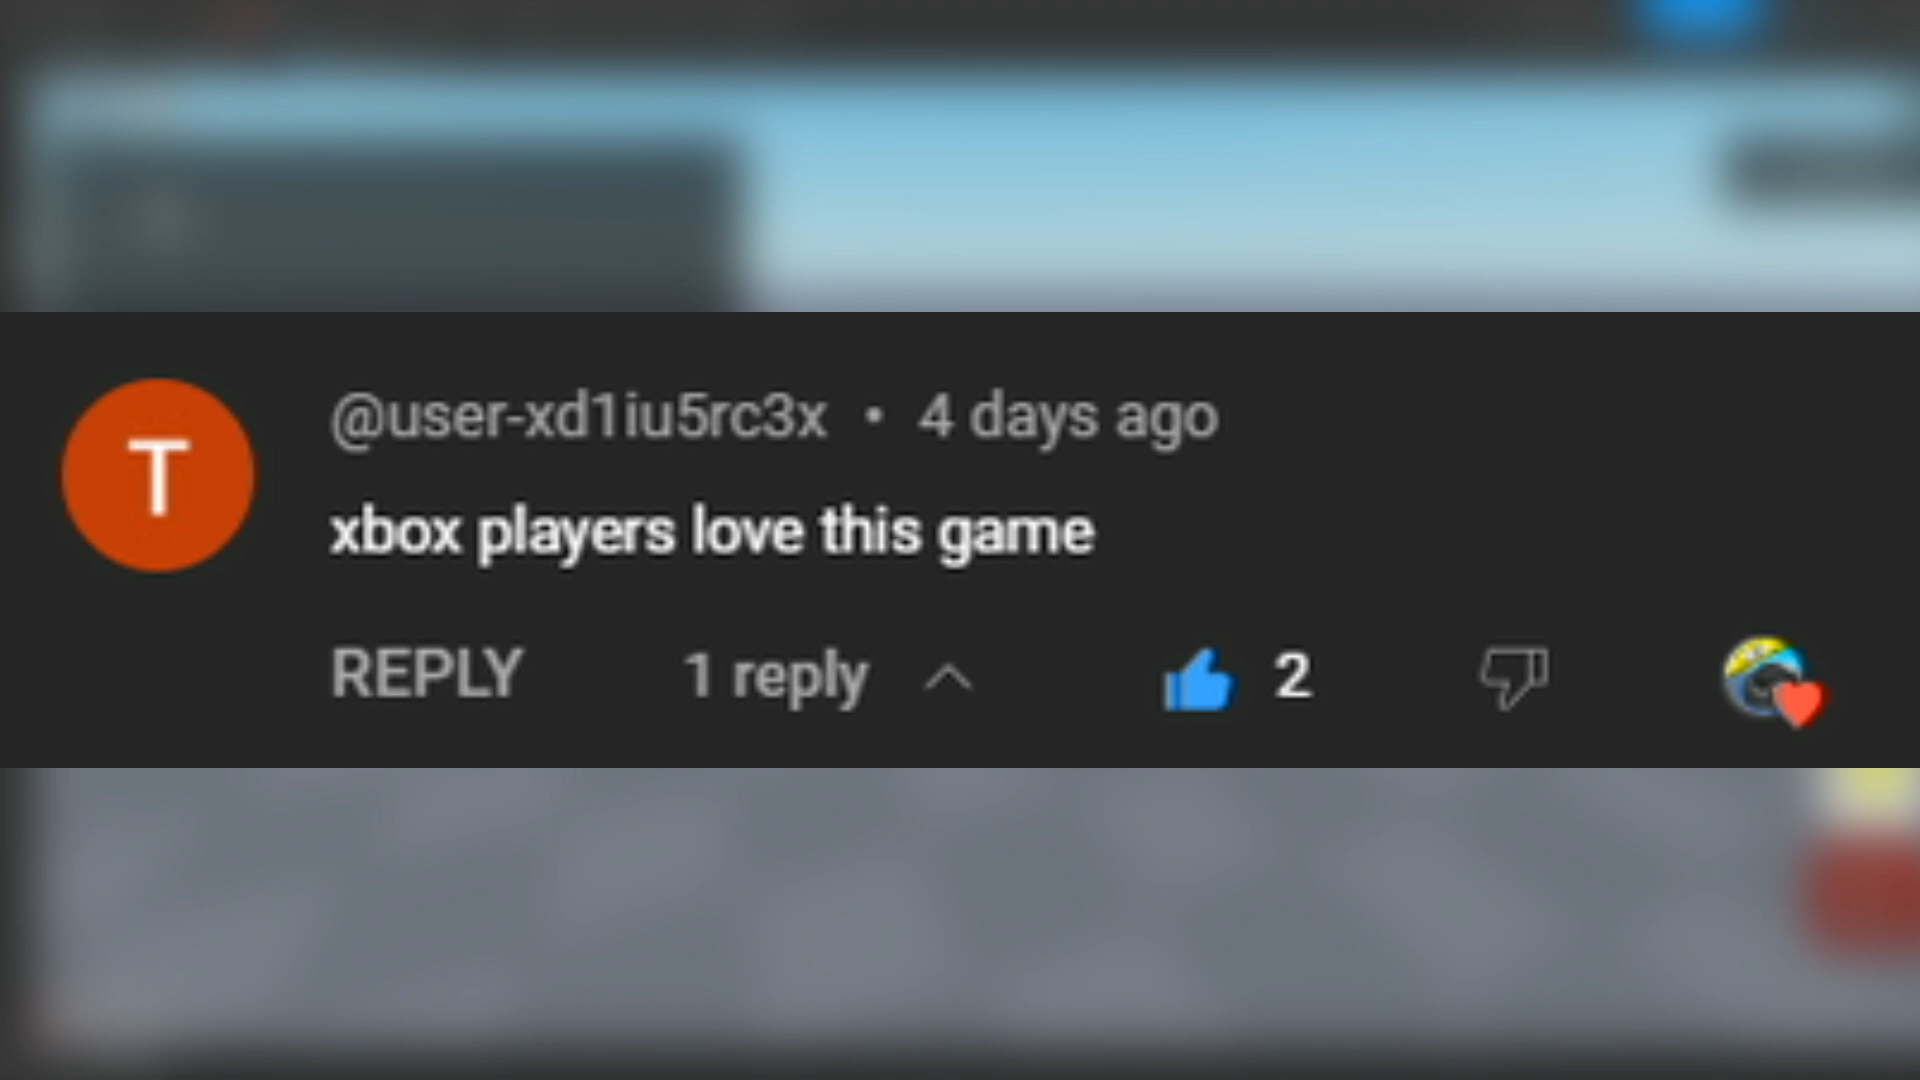 T
@user-xd1iu5rc3x • 4 days ago
xbox players love this game
REPLY 1 reply 2